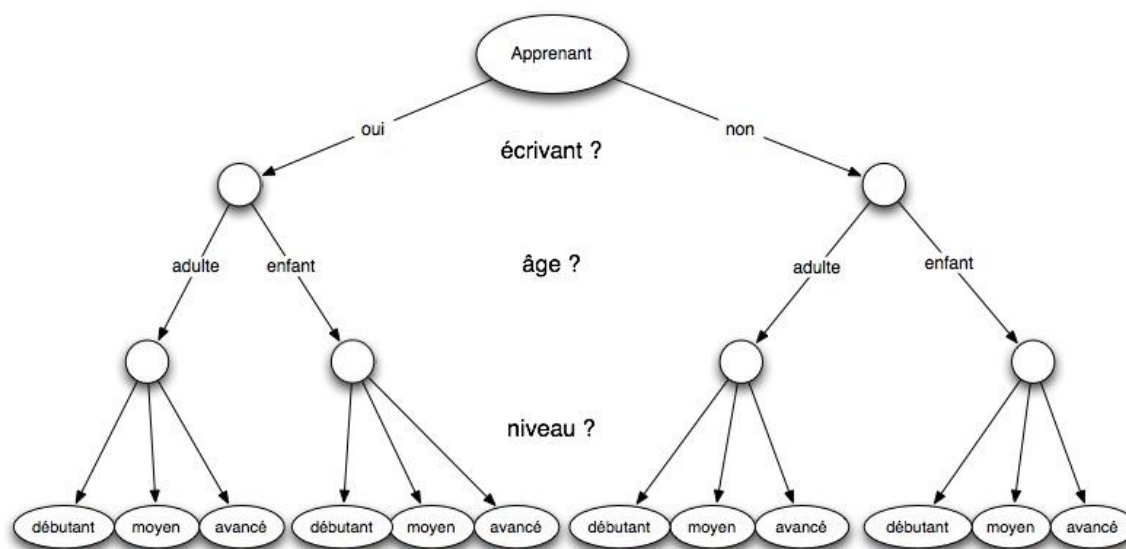 Apprenant
oui
non
écrivant ?
adulte
enfant
âge ?
adulte
enfant
niveau ?
débutant
moyen
avancé
débutant
moyen
avancé
débutant
moyen
avancé
débutant
moyen
avancé